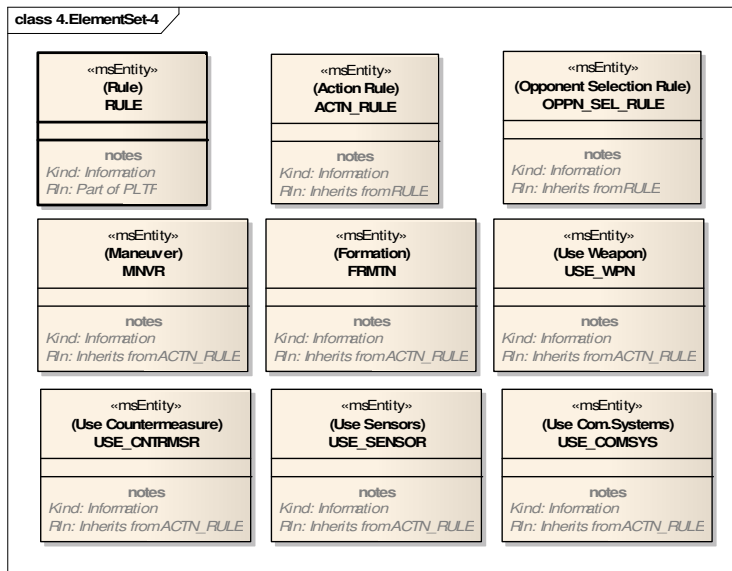 class 4.ElementSet-4
«msEntity»
(Rule)
RULE
notes
Kind: Information
Rln: Part of PLTF
«msEntity»
(Action Rule)
ACTN_RULE
notes
Kind: Information
Rln: Inherits from RULE
«msEntity»
(Opponent Selection Rule)
OPPN_SEL_RULE
notes
Kind: Information
Rln: Inherits from RULE
«msEntity»
(Maneuver)
MNVR
notes
Kind: Information
Rln: Inherits from ACTN_RULE
«msEntity»
(Formation)
FRMTN
notes
Kind: Information
Rln: Inherits from ACTN_RULE
«msEntity»
(Use Weapon)
USE_WPN
notes
Kind: Information
Rln: Inherits from ACTN_RULE
«msEntity»
(Use Countermeasure)
USE_CNTRMSR
notes
Kind: Information
Rln: Inherits from ACTN_RULE
«msEntity»
(Use Sensors)
USE_SENSOR
notes
Kind: Information
Rln: Inherits from ACTN_RULE
«msEntity»
(Use Com.Systems)
USE_COMSYS
notes
Kind: Information
Rln: Inherits from ACTN_RULE